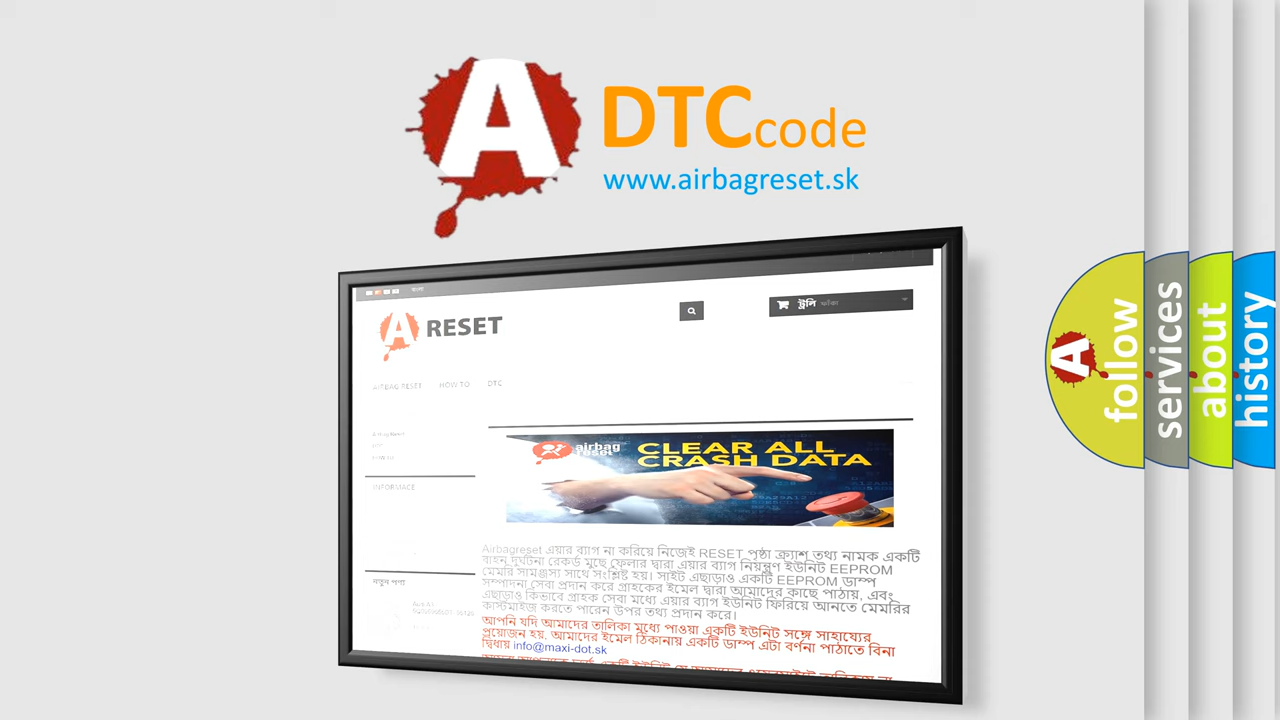 A
DTCcode
www.airbagreset.sk
বাংলা
A RESET
ট্রলি
AIRBAG RESET HOW TO DTC
INFORMACE
airbag
reset
CLEAR ALL
CRASH DATA
Airbagreset এয়ার ব্যাগ না করিয়ে নিজেই RESET পৃষ্ঠা ক্র্যাশ তথ্য নামক একটি
বাহন দুর্ঘটনা রেকর্ড মুছে ফেলার দ্বারা এয়ার ব্যাগ নিয়ন্ত্রণ ইউনিট EEPROM
মেমরি সামঞ্জস্য সাথে সংশ্লিষ্ট হয়। সাইট এছাড়াও একটি EEPROM ডাম্প
সম্পাদনা সেবা প্রদান করে গ্রাহকের ইমেল দ্বারা আমাদের কাছে পাঠায়, এবং
এছাড়াও কিভাবে গ্রাহক সেবা মধ্যে এয়ার ব্যাগ ইউনিট ফিরিয়ে আনতে মেমরির
কাস্টমাইজ করতে পারেন উপর তথ্য প্রদান করে।
আপনি যদি আমাদের তালিকা মধ্যে পাওয়া একটি ইউনিট সঙ্গে সাহায্যের
প্রয়োজন হয়, আমাদের ইমেল ঠিকানায় একটি ডাম্প এটা বর্ণনা পাঠাতে বিনা
দ্বিধায় info@maxi-dot.sk
নতুন পণ্য
A
follow
services
about
history